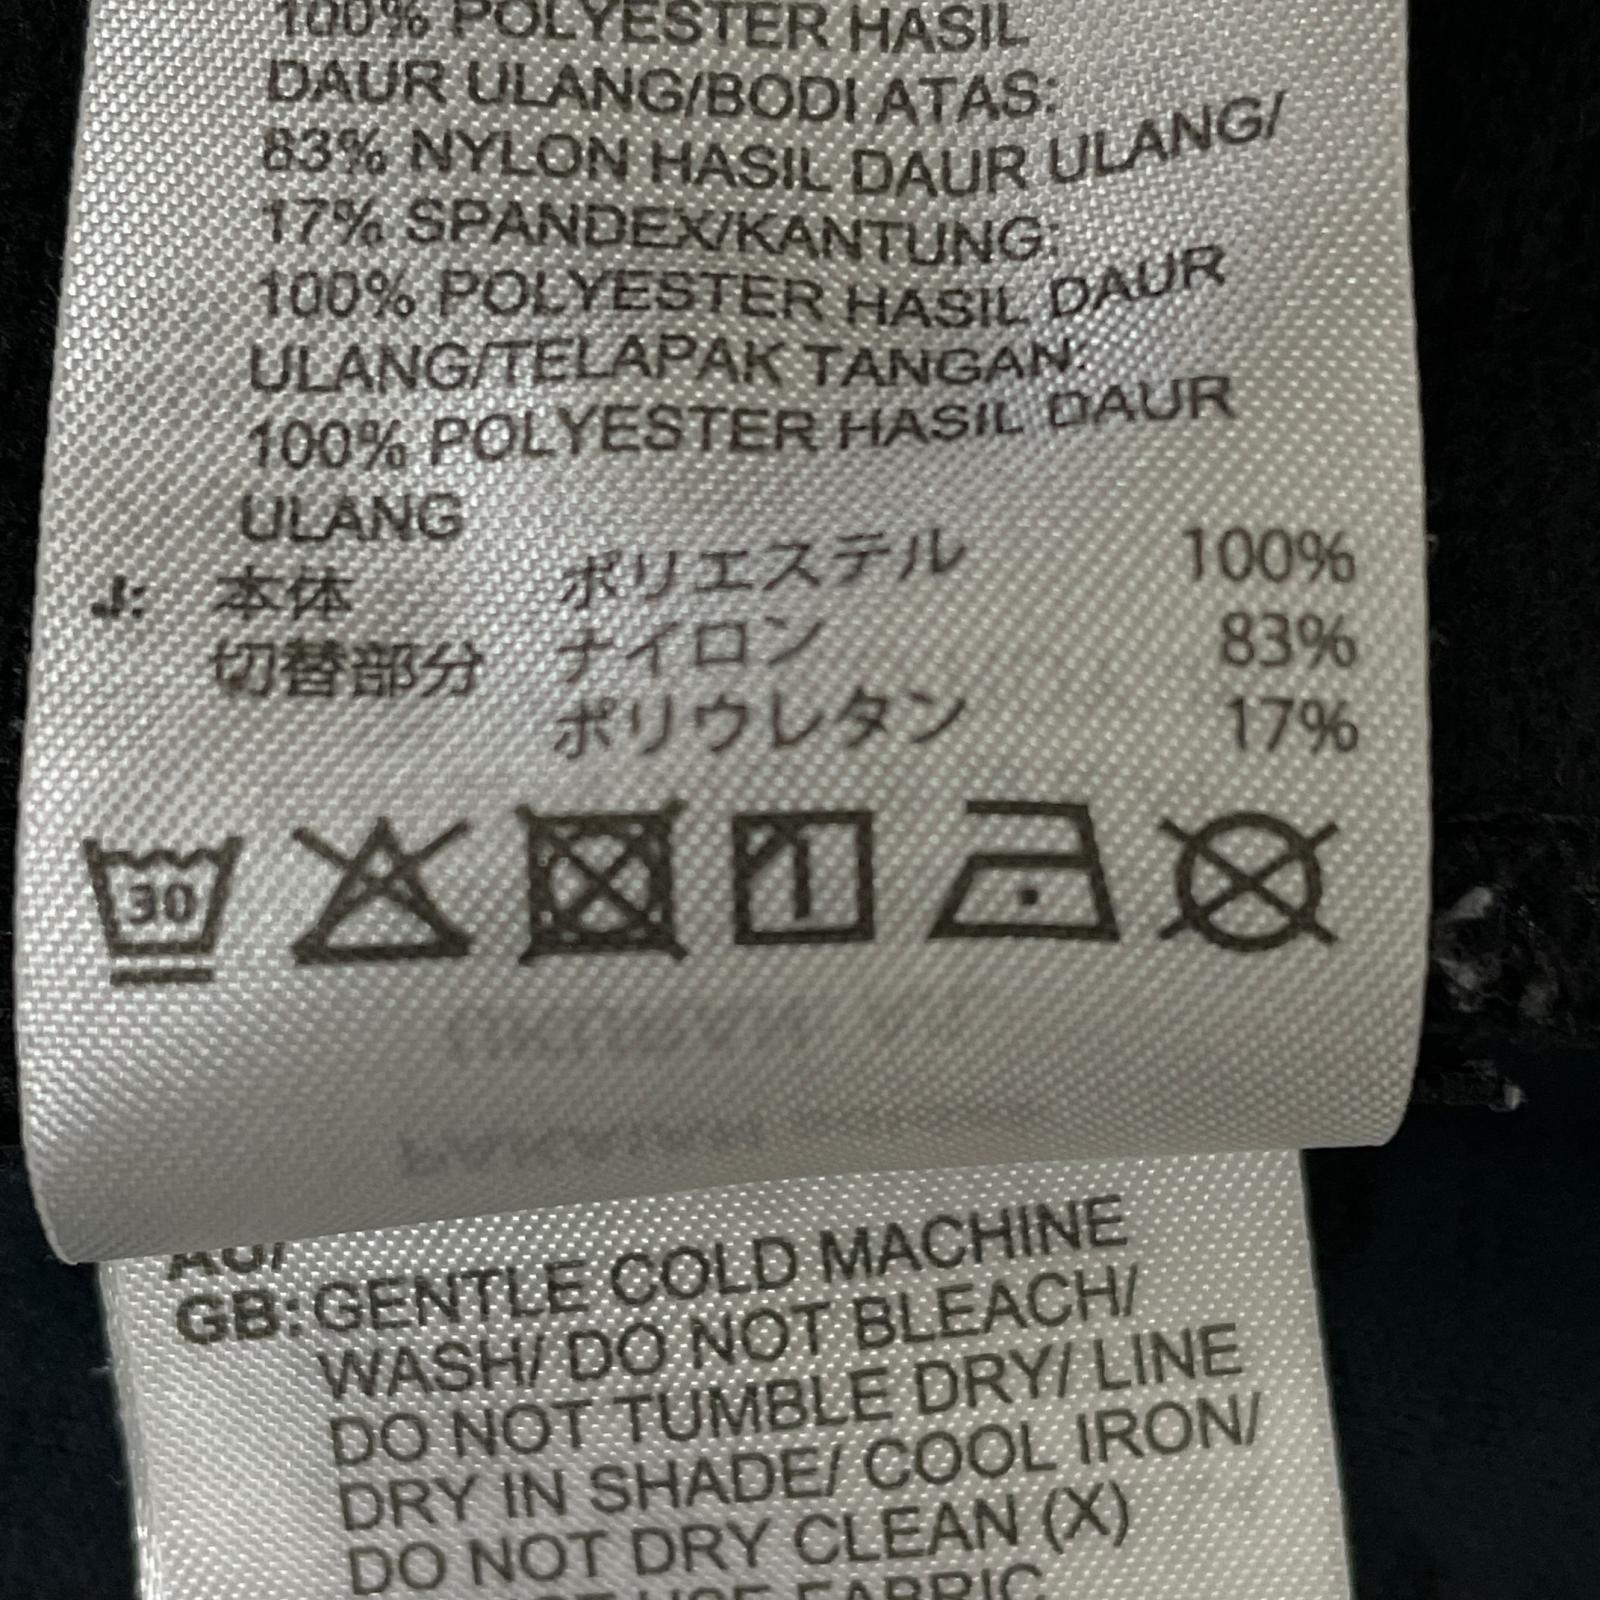 100% POLYESTER HASIL
DAUR ULANG/BODI ATAS:
83% NYLON HASIL DAUR ULANG/
17% SPANDEX/KANTUNG:
100% POLYESTER HASIL DAUR
ULANG/TELAPAK TANGAN:
100% POLYESTER HASIL DAUR
ULANG
J: 本体 ポリエステル 100%
切替部分 ナイロン 83%
ポリウレタン 17%
30
AU/
GB: GENTLE COLD MACHINE
WASH/ DO NOT BLEACH/
DO NOT TUMBLE DRY/ LINE
DRY IN SHADE/ COOL IRON/
DO NOT DRY CLEAN (X)
USE FABRIC